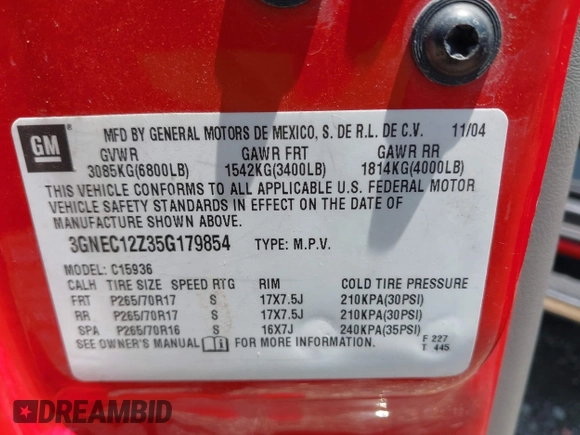 MFD BY GENERAL MOTORS DE MEXICO, S. DE R.L. DE C.V. 11/04
GM
GVWR GAWR FRT GAWR RR
3085KG(6800LB) 1542KG(3400LB) 1814KG(4000LB)
THIS VEHICLE CONFORMS TO ALL APPLICABLE U.S. FEDERAL MOTOR
VEHICLE SAFETY STANDARDS IN EFFECT ON THE DATE OF
MANUFACTURE SHOWN ABOVE.
3GNEC12Z35G179854 TYPE: M.P.V.
MODEL: C15936
CALH TIRE SIZE SPEED RTG RIM COLD TIRE PRESSURE
FRT P265/70R17 S 17X7.5J 210KPA(30PSI)
RR P265/70R17 S 17X7.5J 210KPA(30PSI)
SPA P265/70R16 S 16X7J 240KPA(35PSI)
SEE OWNER'S MANUAL FOR MORE INFORMATION.
F 227
T 445
DREAMBID